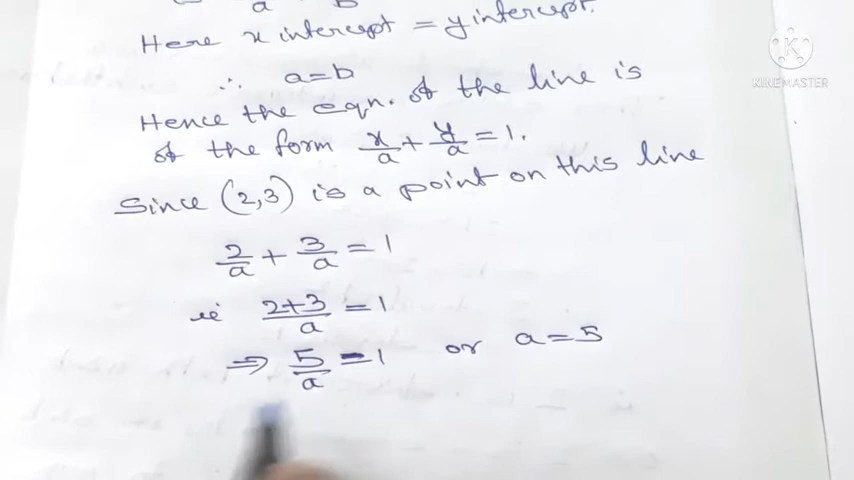 a b
Here x intercept = y intercept.
∴ a=b
Hence the eqn. of the line is
of the form x/a + y/a = 1.
Since (2,3) is a point on this line
2/a + 3/a = 1
ie 2+3/a = 1
⇒ 5/a = 1 or a=5
KINEMASTER